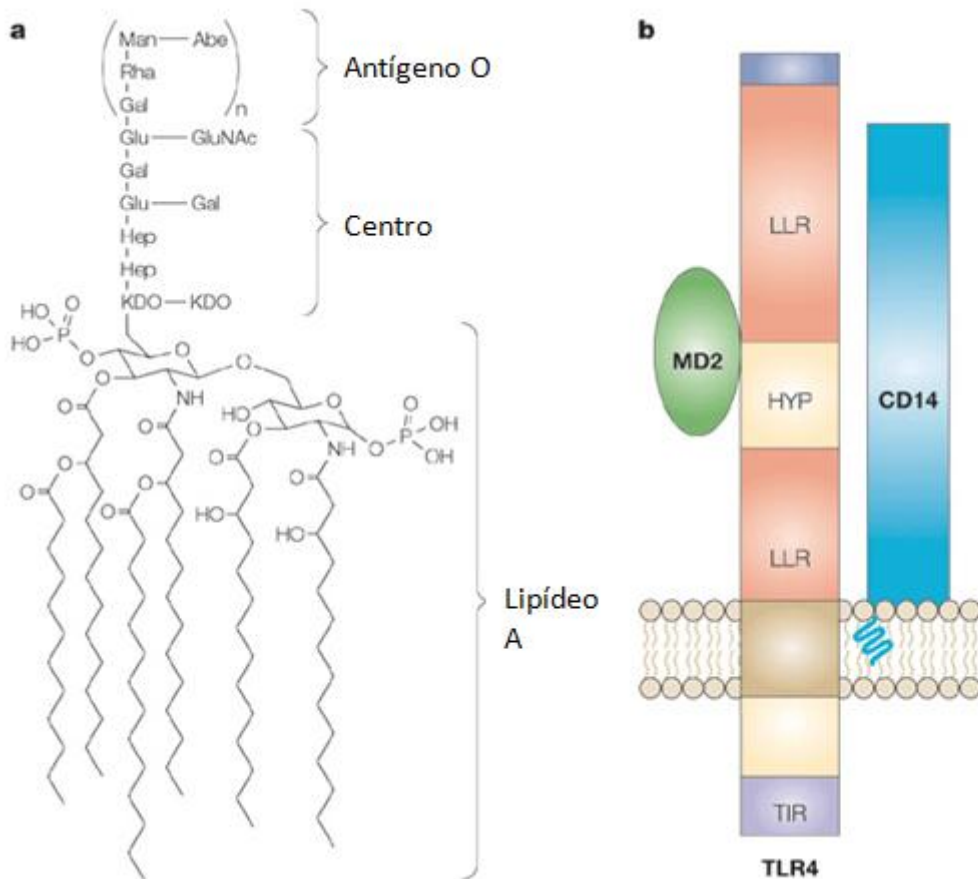 a
Man — Abe
Rha
Gal
n
Antígeno O
Glu — GluNAc
Gal
Glu — Gal
Hep
Hep
KDO — KDO
Centro
HO
O
P
HO
O
O
O
O
NH
O
O
O
HO
O
O
P
OH
OH
O
O
O
NH
O
O
O
O
O
HO
HO
Lipídeo
A
b
LLR
MD2
HYP
CD14
LLR
TIR
TLR4